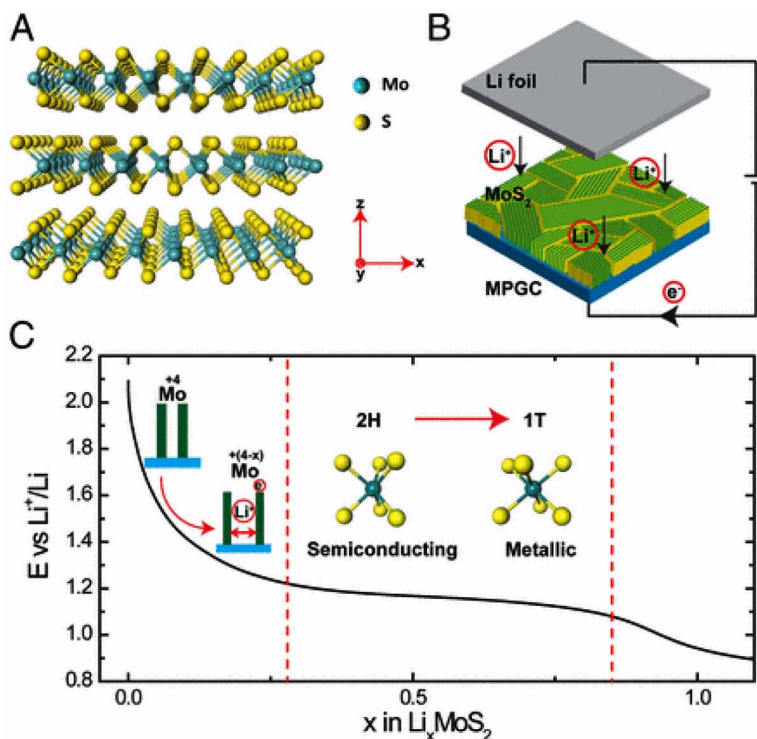 A
Mo
S
z
y
x
B
Li foil
Li⁺
Li⁺
MoS₂
Li⁺
MPGC
e⁻
C
E vs Li⁺/Li
2.2
2.0
1.8
1.6
1.4
1.2
1.0
0.8
+4
Mo
+(4-x)
Mo
e
Li⁺
2H
1T
Semiconducting
Metallic
0.0
0.5
1.0
x in LiₓMoS₂